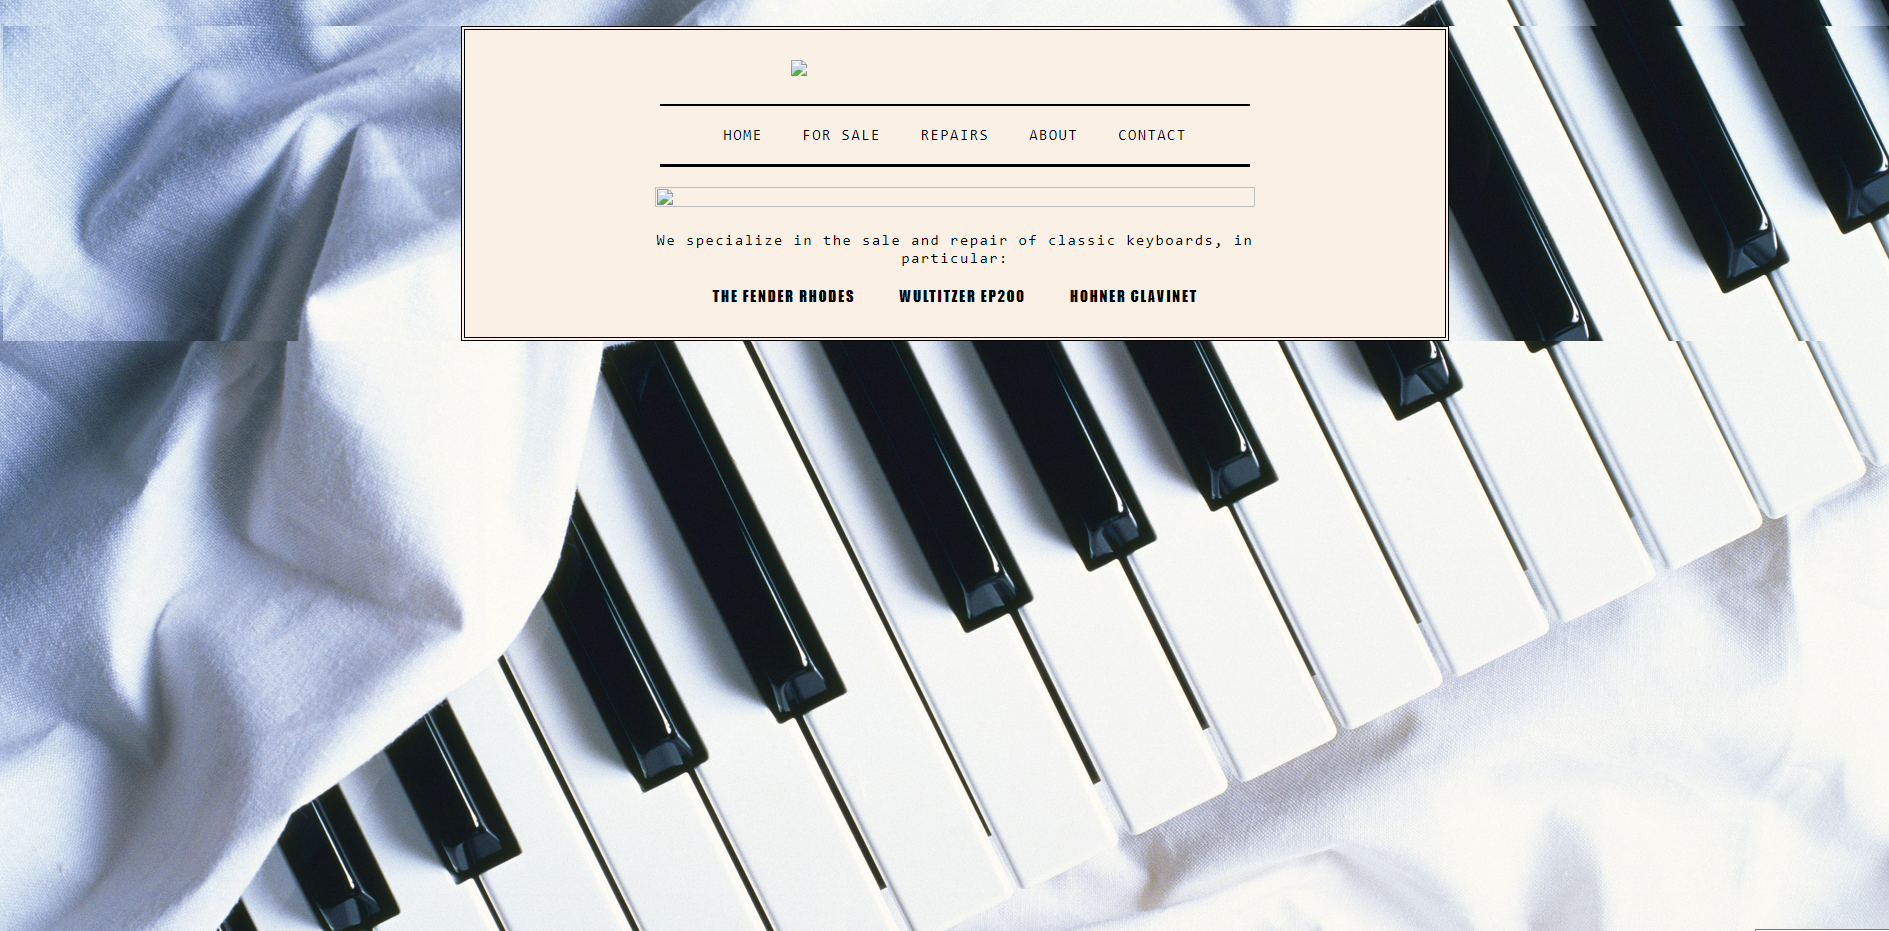 HOME FOR SALE REPAIRS ABOUT CONTACT
We specialize in the sale and repair of classic keyboards, in
particular:
THE FENDER RHODES WULTITZER EP200 HOHNER CLAVINET